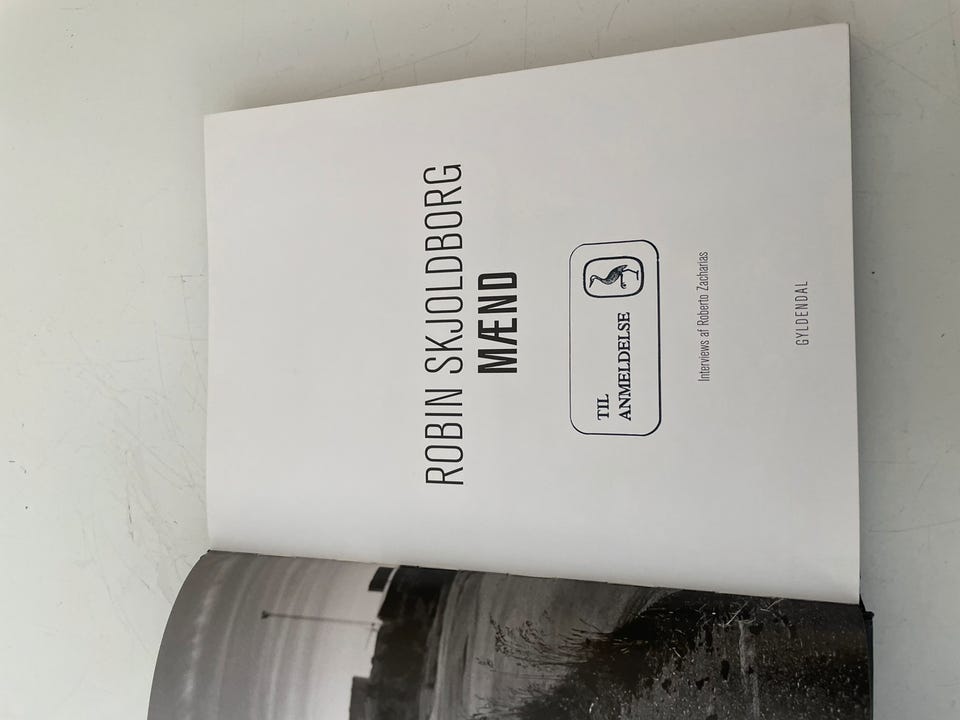 ROBIN SKJOLDBORG
MÆND
TIL
ANMELDELSE
Interviews af Roberto Zacharias
GYLDENDAL